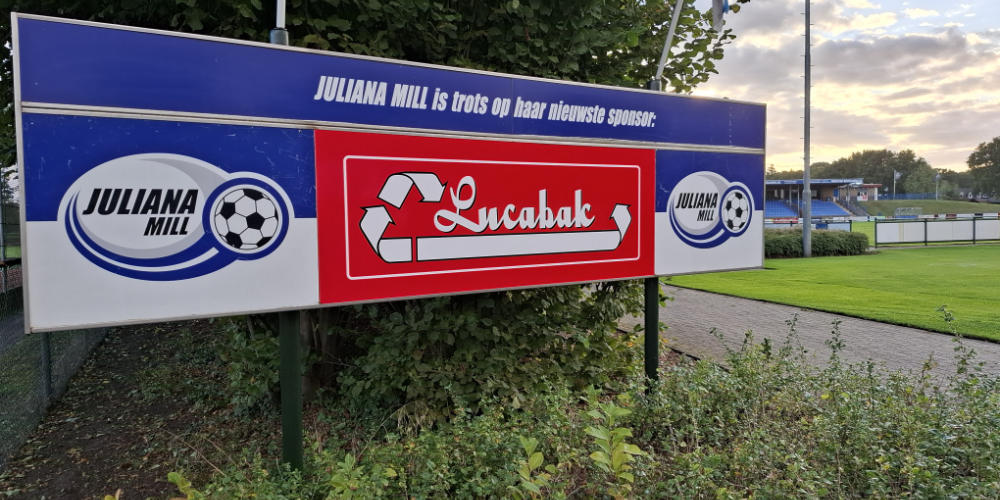 JULIANA MILL is trots op haar nieuwste sponsor:
JULIANA
MILL
Lucabak
JULIANA
MILL